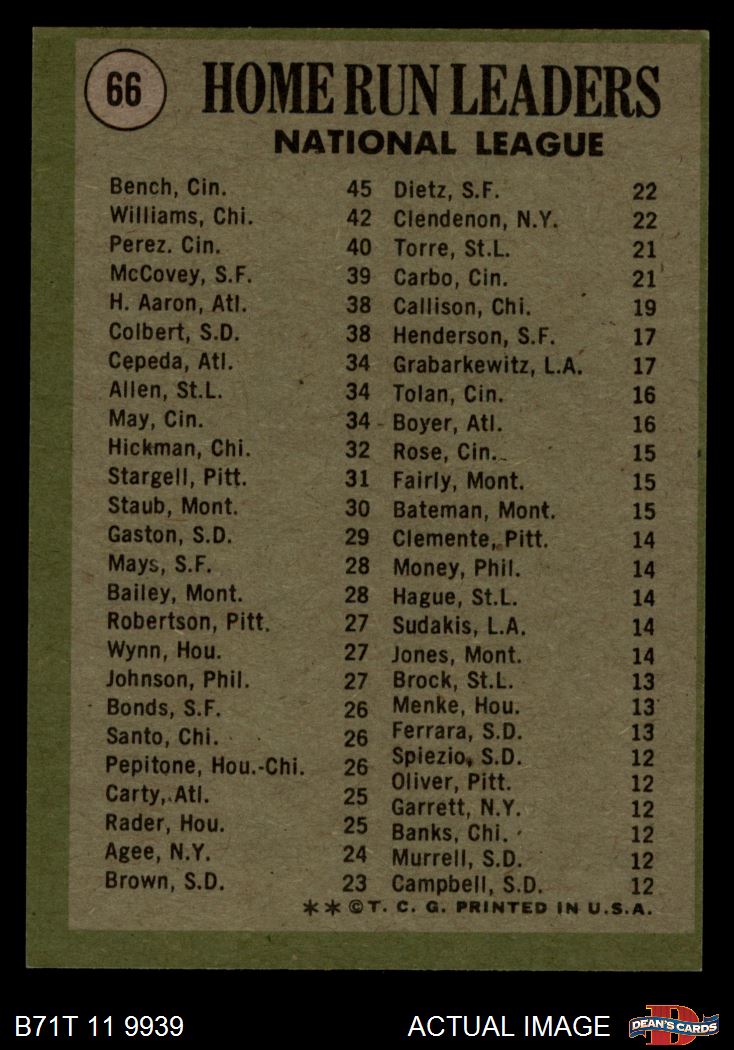 66
HOME RUN LEADERS
NATIONAL LEAGUE
Bench, Cin. 45
Williams, Chi. 42
Perez. Cin. 40
McCovey, S.F. 39
H. Aaron, Atl. 38
Colbert, S.D. 38
Cepeda, Atl. 34
Allen, St.L. 34
May, Cin. 34
Hickman, Chi. 32
Stargell, Pitt. 31
Staub, Mont. 30
Gaston, S.D. 29
Mays, S.F. 28
Bailey, Mont. 28
Robertson, Pitt. 27
Wynn, Hou. 27
Johnson, Phil. 27
Bonds, S.F. 26
Santo, Chi. 26
Pepitone, Hou.-Chi. 26
Carty, Atl. 25
Rader, Hou. 25
Agee, N.Y. 24
Brown, S.D. 23
Dietz, S.F. 22
Clendenon, N.Y. 22
Torre, St.L. 21
Carbo, Cin. 21
Callison, Chi. 19
Henderson, S.F. 17
Grabarkewitz, L.A. 17
Tolan, Cin. 16
Boyer, Atl. 16
Rose, Cin. 15
Fairly, Mont. 15
Bateman, Mont. 15
Clemente, Pitt. 14
Money, Phil. 14
Hague, St.L. 14
Sudakis, L.A. 14
Jones, Mont. 14
Brock, St.L. 13
Menke, Hou. 13
Ferrara, S.D. 13
Spiezio, S.D. 12
Oliver, Pitt. 12
Garrett, N.Y. 12
Banks, Chi. 12
Murrell, S.D. 12
Campbell, S.D. 12
**©T. C. G. PRINTED IN U.S.A.
B71T 11 9939
ACTUAL IMAGE
DEAN'S CARDS